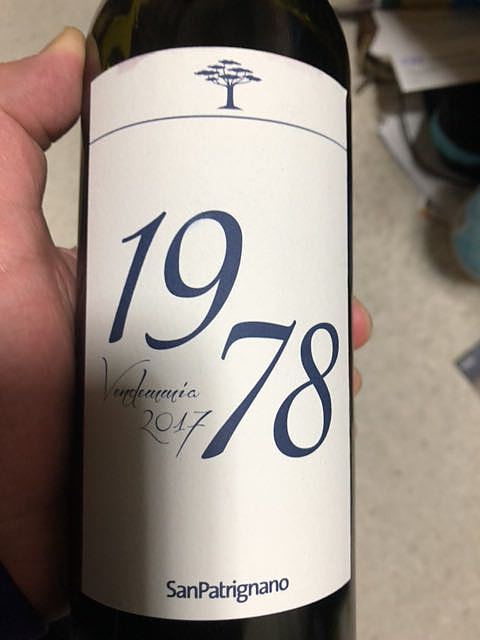 19
78
Vendemmia
2017
SanPatrignano